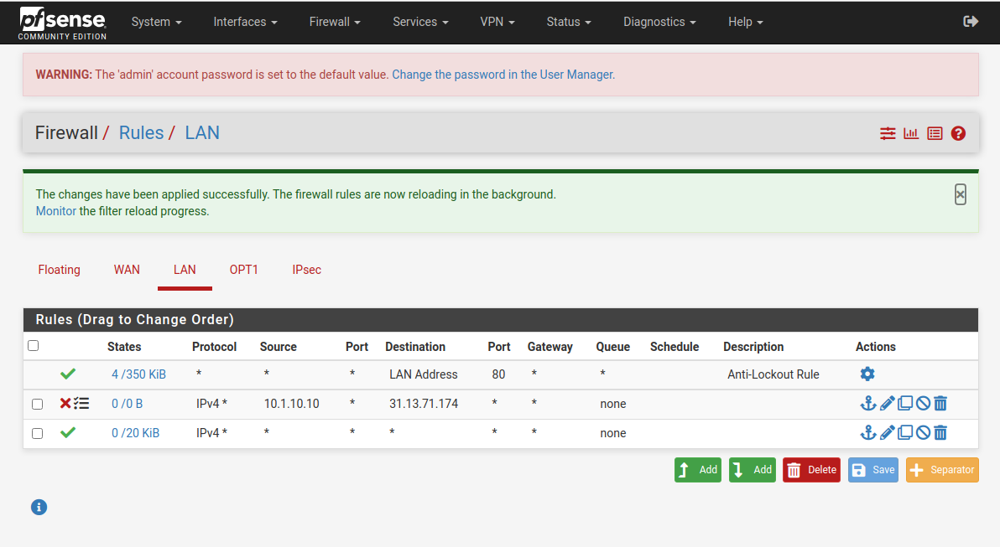 pfsense
COMMUNITY EDITION
System Interfaces Firewall Services VPN Status Diagnostics Help
WARNING: The 'admin' account password is set to the default value. Change the password in the User Manager.
Firewall / Rules / LAN
The changes have been applied successfully. The firewall rules are now reloading in the background.
Monitor the filter reload progress.
Floating WAN LAN OPT1 IPsec
Rules (Drag to Change Order)
States Protocol Source Port Destination Port Gateway Queue Schedule Description Actions
4 /350 KiB * * * LAN Address 80 * * Anti-Lockout Rule
0 /0 B IPv4 * 10.1.10.10 * 31.13.71.174 * * none
0 /20 KiB IPv4 * * * * * * none
Add Add Delete Save Separator